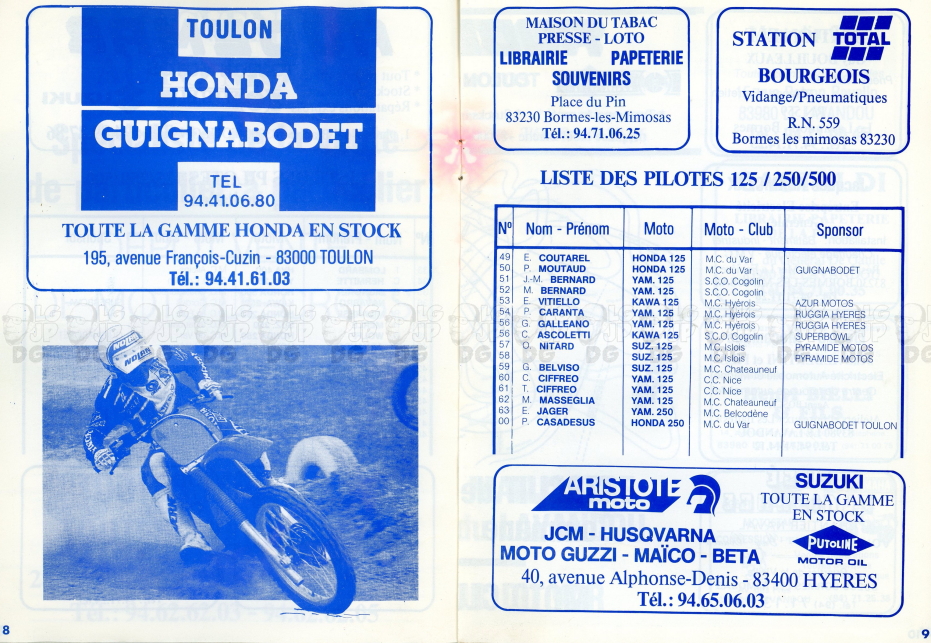 TOULON
HONDA
GUIGNABODET
TEL
94.41.06.80
TOUTE LA GAMME HONDA EN STOCK
195, avenue François-Cuzin - 83000 TOULON
Tél.: 94.41.61.03
8
MAISON DU TABAC
PRESSE - LOTO
LIBRAIRIE PAPETERIE
SOUVENIRS
Place du Pin
83230 Bormes-les-Mimosas
Tél.: 94.71.06.25
STATION TOTAL
BOURGEOIS
Vidange/Pneumatiques
R.N. 559
Bormes les mimosas 83230
LISTE DES PILOTES 125 / 250/500
Nº Nom - Prénom Moto Moto - Club Sponsor
49 E. COUTAREL HONDA 125 M.C. du Var
50 P. MOUTAUD HONDA 125 M.C. du Var GUIGNABODET
51 J.-M. BERNARD YAM. 125 S.C.O. Cogolin
52 M. BERNARD YAM. 125 S.C.O. Cogolin
53 E. VITIELLO KAWA 125 M.C. Hyérois AZUR MOTOS
54 P. CARANTA YAM. 125 M.C. Hyérois RUGGIA HYERES
56 G. GALLEANO YAM. 125 M.C. Hyérois RUGGIA HYERES
56 C. ASCOLETTI KAWA 125 S.C.O. Cogolin SUPERBOWL
57 O. NITARD SUZ. 125 M.C. Islois PYRAMIDE MOTOS
58 SUZ. 125 M.C. Islois PYRAMIDE MOTOS
59 G. BELVISO SUZ. 125 M.C. Chateauneuf
60 C. CIFFREO YAM. 125 C.C. Nice
61 T. CIFFREO YAM. 125 C.C. Nice
62 M. MASSEGLIA YAM. 125 M.C. Chateauneuf
63 E. JAGER YAM. 250 M.C. Belcodène
00 P. CASADESUS HONDA 250 M.C. du Var GUIGNABODET TOULON
ARISTOTE
moto
SUZUKI
TOUTE LA GAMME
EN STOCK
PUTOLINE
MOTOR OIL
JCM - HUSQVARNA
MOTO GUZZI - MAÏCO - BETA
40, avenue Alphonse-Denis - 83400 HYERES
Tél.: 94.65.06.03
9